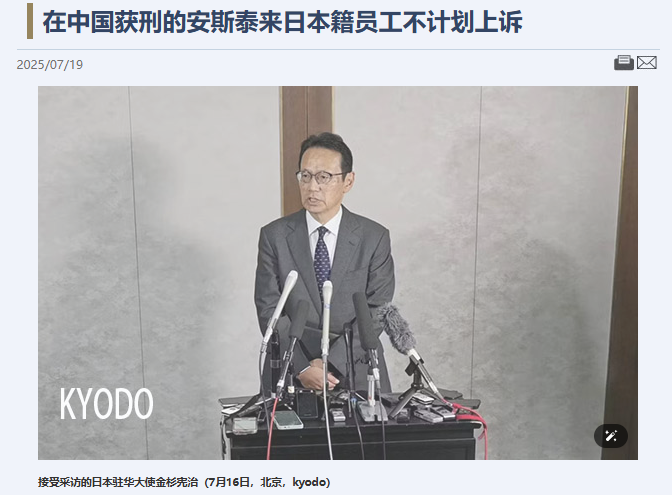 在中国获刑的安斯泰来日本籍员工不计划上诉
2025/07/19
KYODO
接受采访的日本驻华大使金杉宪治（7月16日，北京，kyodo）